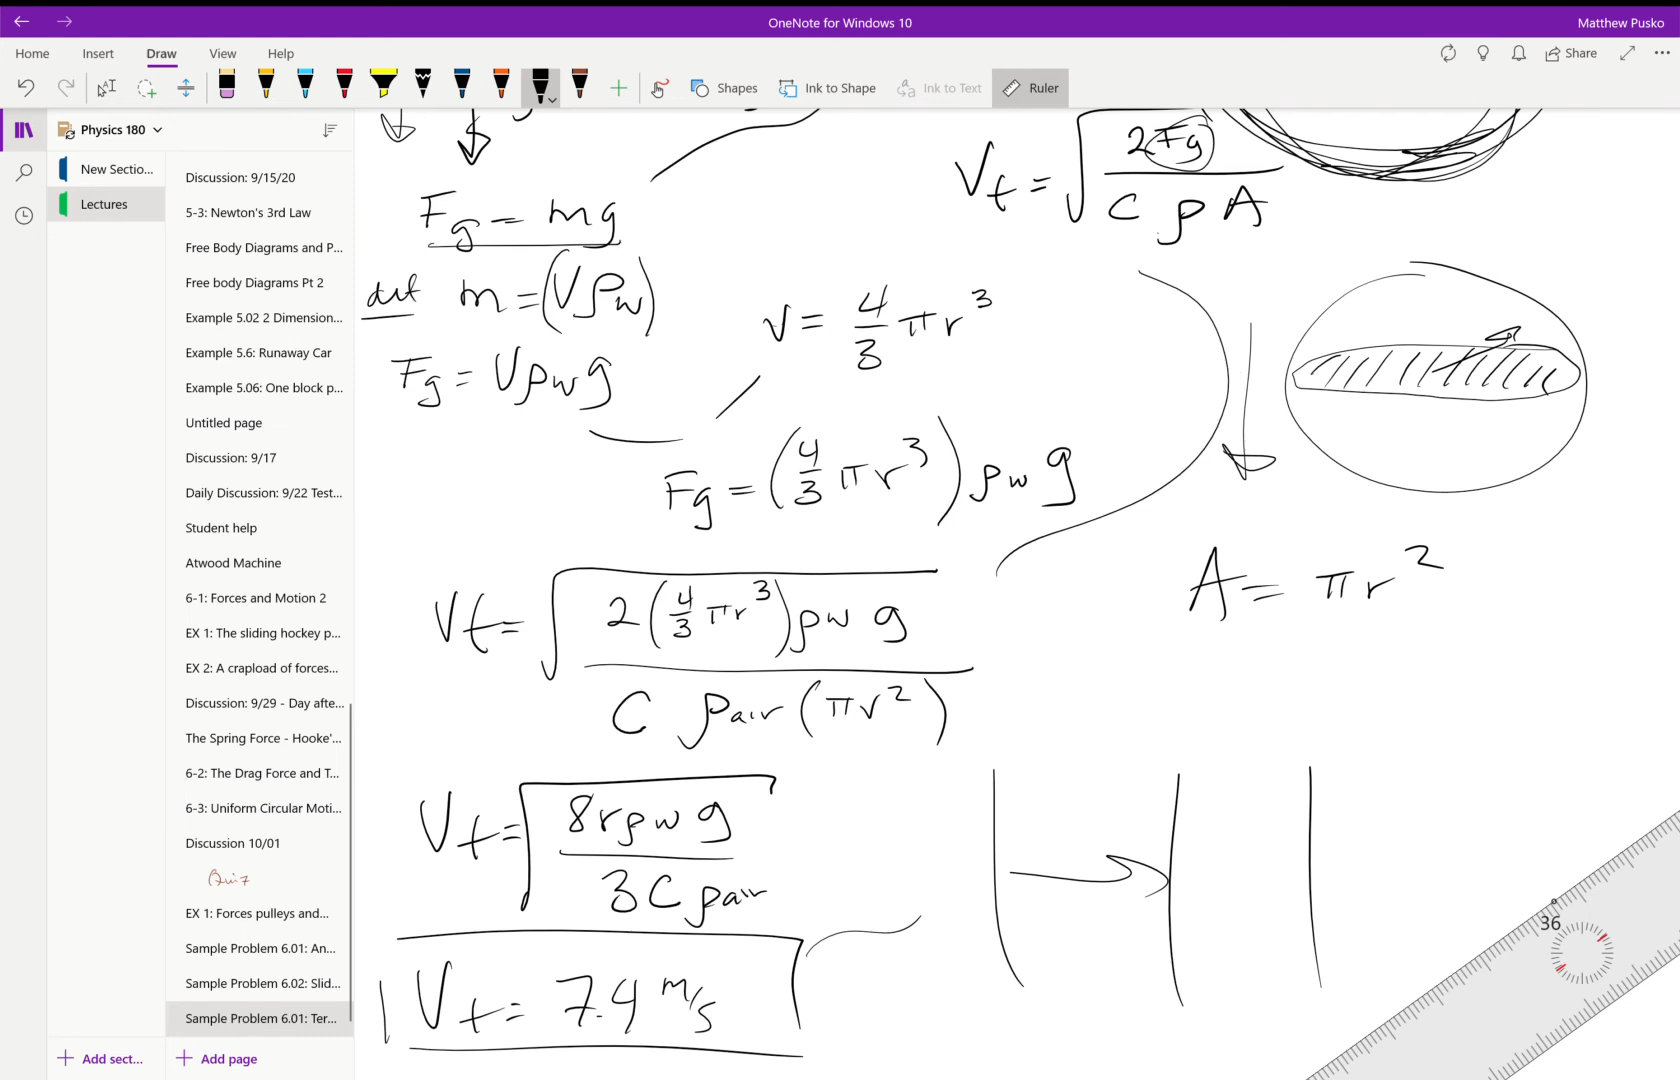 OneNote for Windows 10
Matthew Pusko
Home Insert Draw View Help
Share
Shapes Ink to Shape Ink to Text Ruler
Physics 180
New Sectio...
Lectures
Discussion: 9/15/20
5-3: Newton's 3rd Law
Free Body Diagrams and P...
Free body Diagrams Pt 2
Example 5.02 2 Dimension...
Example 5.6: Runaway Car
Example 5.06: One block p...
Untitled page
Discussion: 9/17
Daily Discussion: 9/22 Test...
Student help
Atwood Machine
6-1: Forces and Motion 2
EX 1: The sliding hockey p...
EX 2: A crapload of forces...
Discussion: 9/29 - Day afte...
The Spring Force - Hooke'...
6-2: The Drag Force and T...
6-3: Uniform Circular Moti...
Discussion 10/01
Quiz
EX 1: Forces pulleys and...
Sample Problem 6.01: An...
Sample Problem 6.02: Slid...
Sample Problem 6.01: Ter...
Add sect...
Add page
Vt = √(2Fg / C ρ A)
Fg = mg
but m = (Vρw)
V = 4/3 πr³
Fg = Vρwg
Fg = (4/3 πr³) ρw g
A = πr²
Vt = √(2(4/3 πr³)ρw g / C ρair (πr²))
Vt = √(8rρw g / 3Cρair)
Vt = 7.4 m/s
36